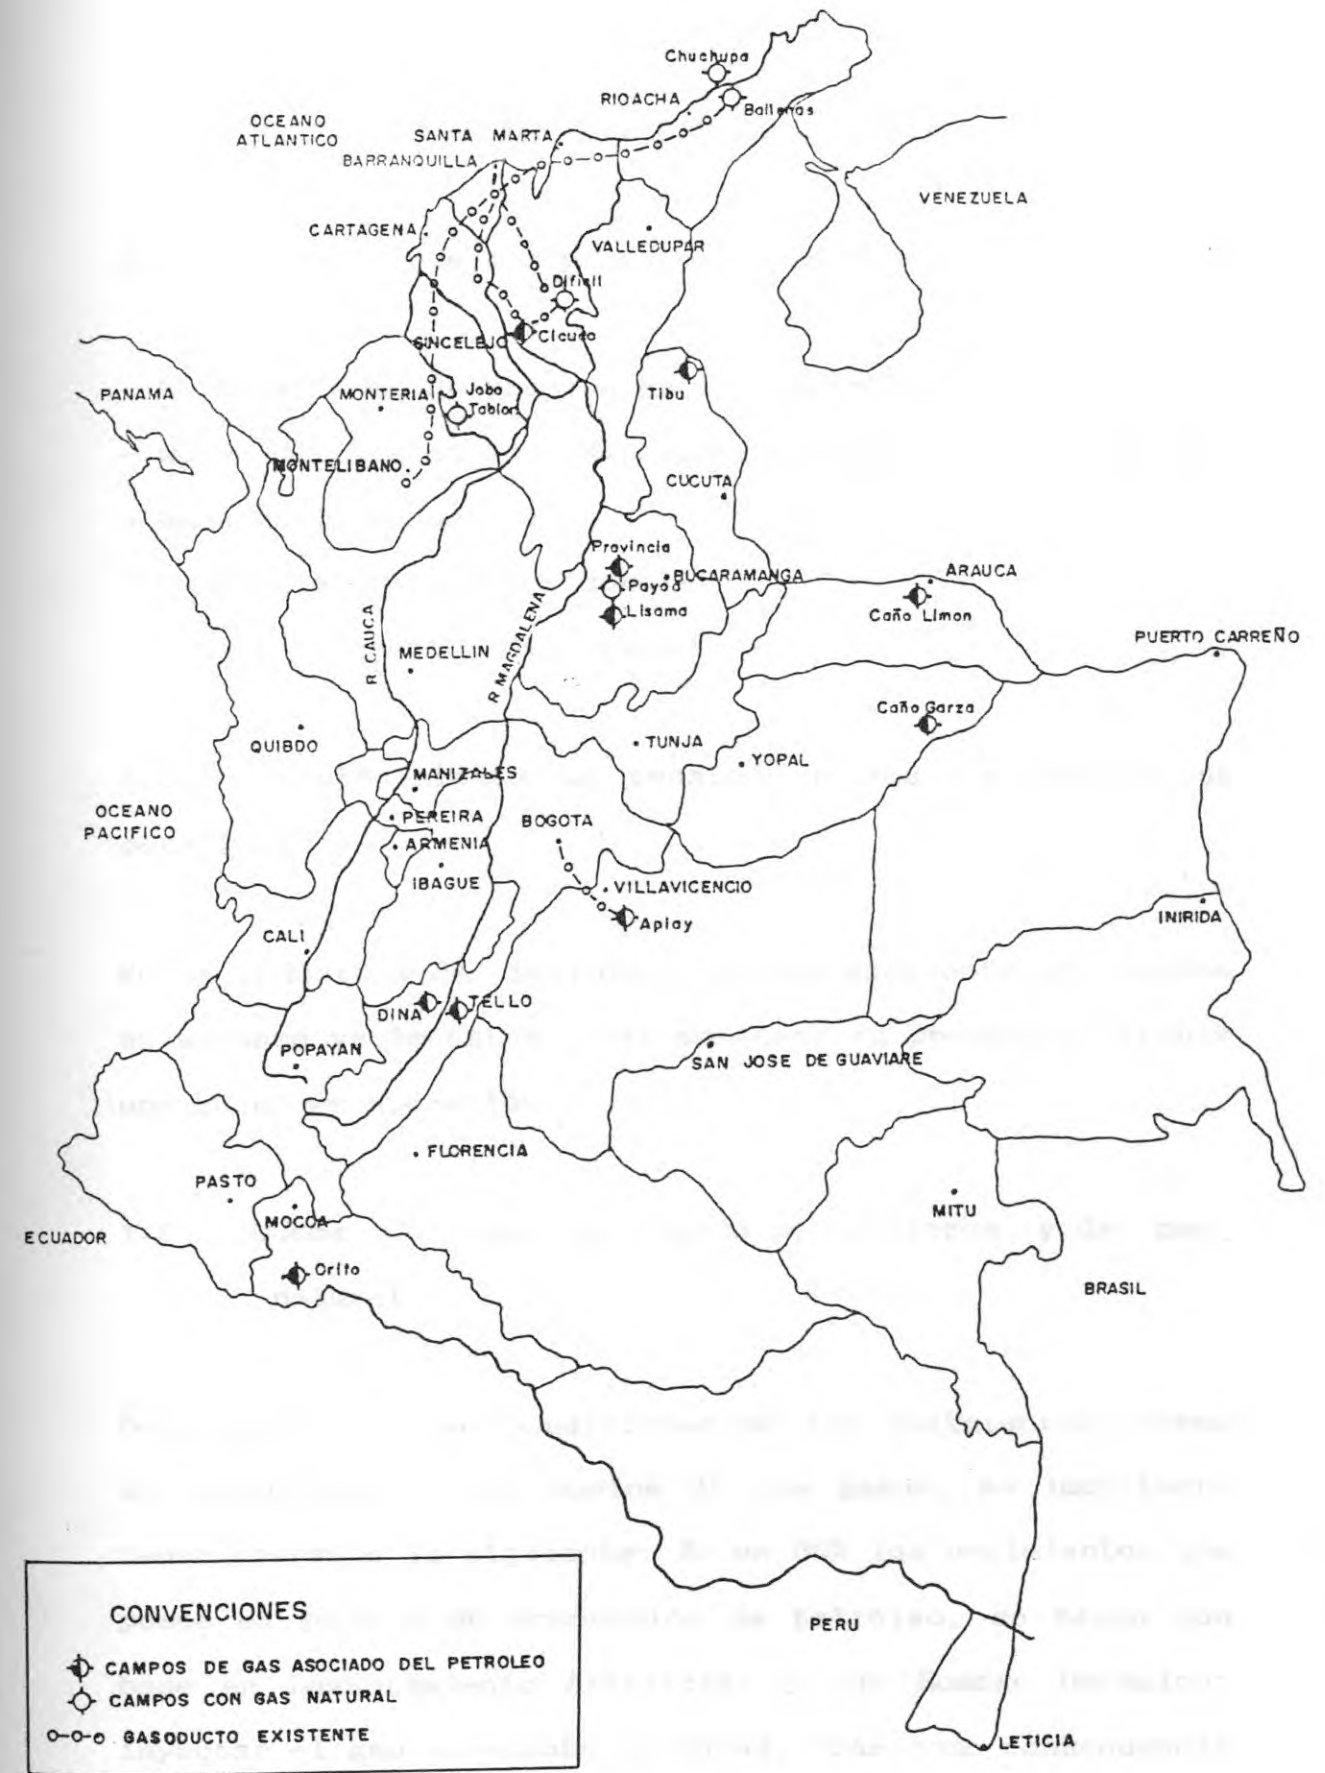 Chuchupa
RIOACHA
Ballenas
OCEANO
ATLANTICO
SANTA MARTA
BARRANQUILLA
VENEZUELA
CARTAGENA
VALLEDUPAR
Dificil
SINCELEJO
Cicuco
PANAMA
MONTERIA
Jobo
Tablon
Tibu
MONTELIBANO
CUCUTA
Provincia
BUCARAMANGA
Payoa
Lisama
ARAUCA
Caño Limon
R. CAUCA
R MAGDALENA
MEDELLIN
PUERTO CARREÑO
Caño Garza
QUIBDO
TUNJA
YOPAL
MANIZALES
OCEANO
PACIFICO
PEREIRA
BOGOTA
ARMENIA
IBAGUE
VILLAVICENCIO
Apiay
INIRIDA
CALI
DINA
TELLO
POPAYAN
SAN JOSE DE GUAVIARE
FLORENCIA
PASTO
MITU
MOCOA
ECUADOR
Orito
BRASIL
PERU
LETICIA
CONVENCIONES
CAMPOS DE GAS ASOCIADO DEL PETROLEO
CAMPOS CON GAS NATURAL
GASODUCTO EXISTENTE